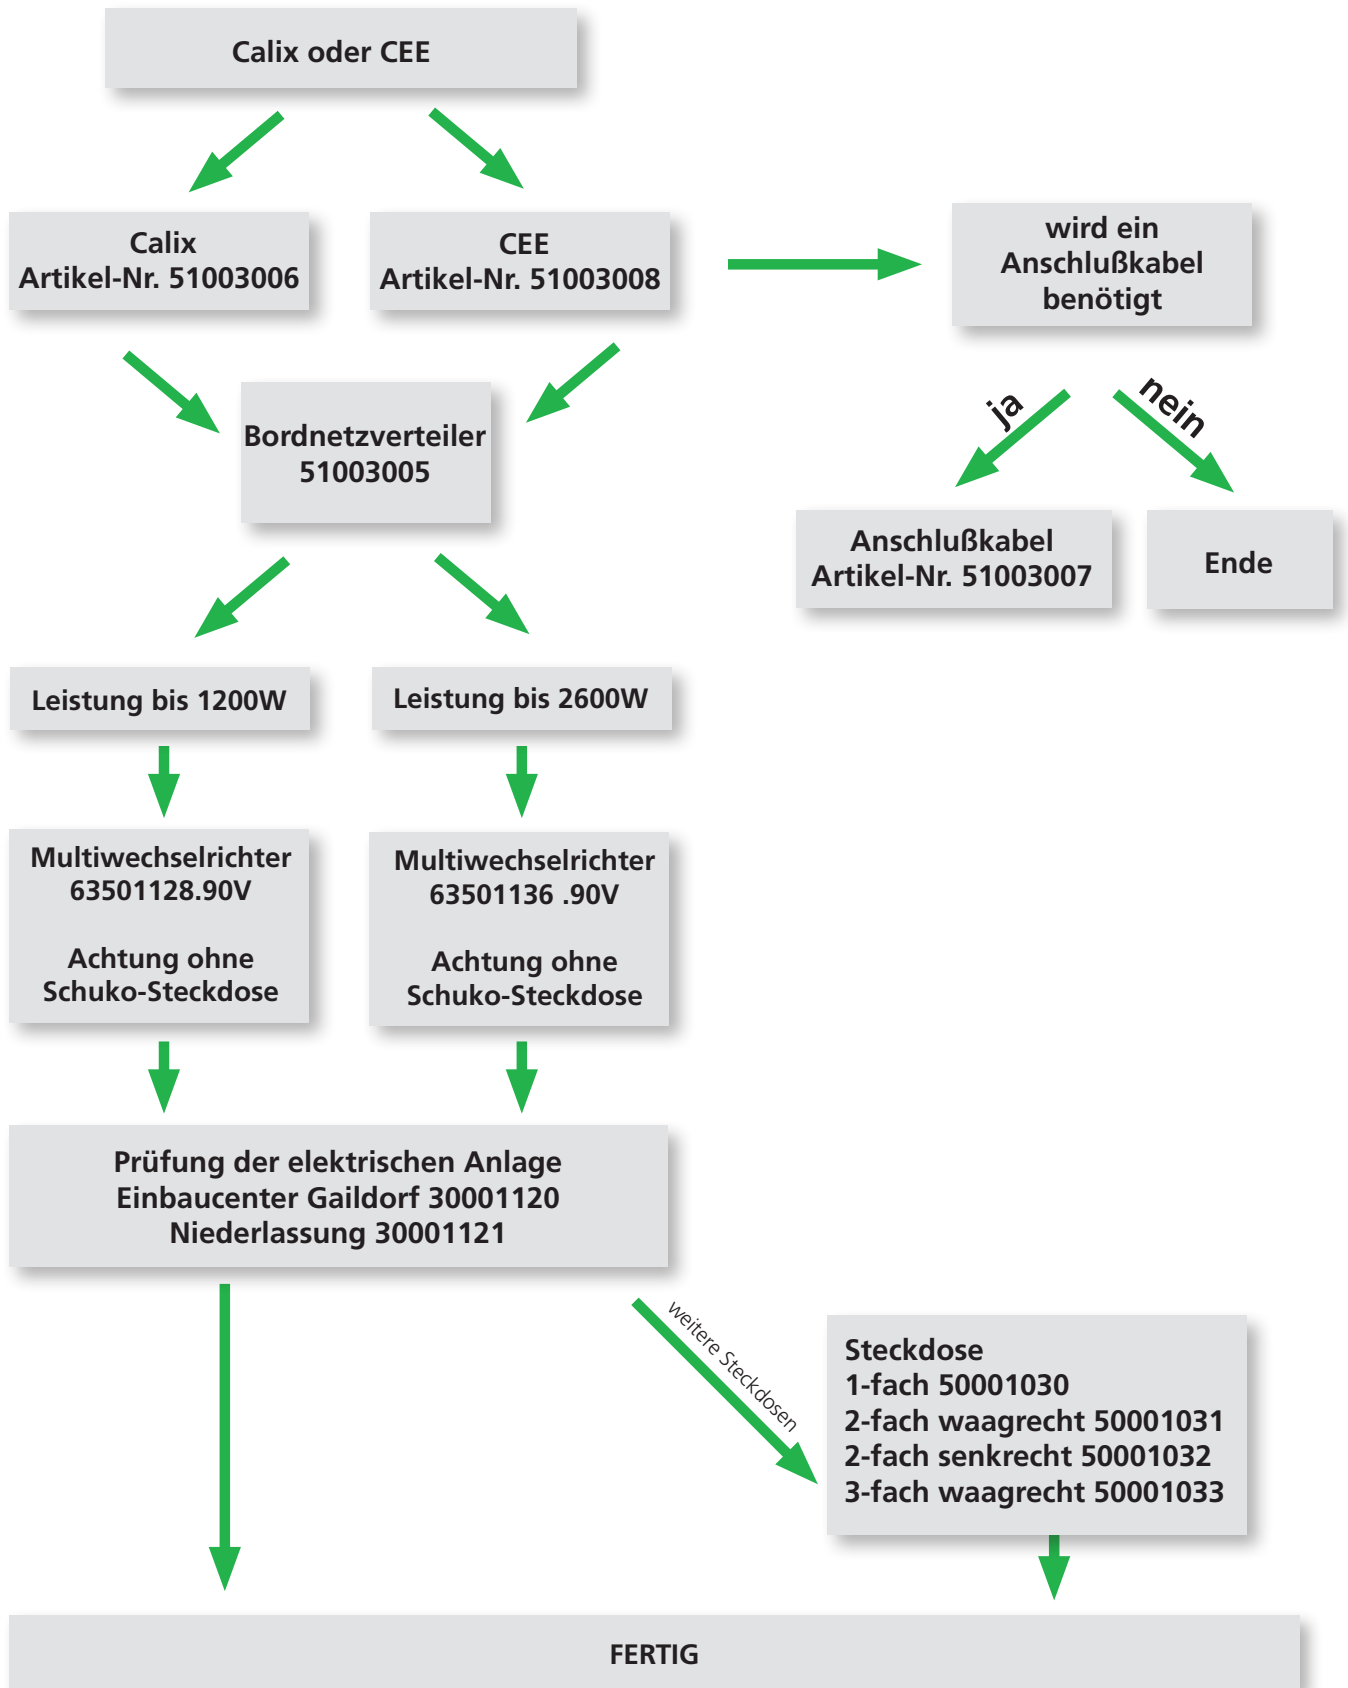 Calix oder CEE
Calix
Artikel-Nr. 51003006
CEE
Artikel-Nr. 51003008
wird ein
Anschlußkabel
benötigt
ja
nein
Bordnetzverteiler
51003005
Anschlußkabel
Artikel-Nr. 51003007
Ende
Leistung bis 1200W
Leistung bis 2600W
Multiwechselrichter
63501128.90V
Achtung ohne
Schuko-Steckdose
Multiwechselrichter
63501136 .90V
Achtung ohne
Schuko-Steckdose
Prüfung der elektrischen Anlage
Einbaucenter Gaildorf 30001120
Niederlassung 30001121
weitere Steckdosen
Steckdose
1-fach 50001030
2-fach waagrecht 50001031
2-fach senkrecht 50001032
3-fach waagrecht 50001033
FERTIG